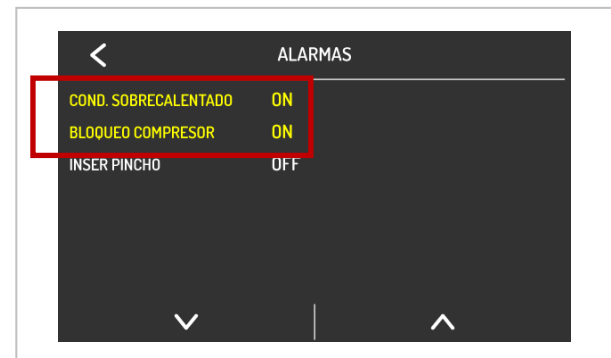 ALARMAS
COND. SOBRECALENTADO ON
BLOQUEO COMPRESOR ON
INSER PINCHO OFF